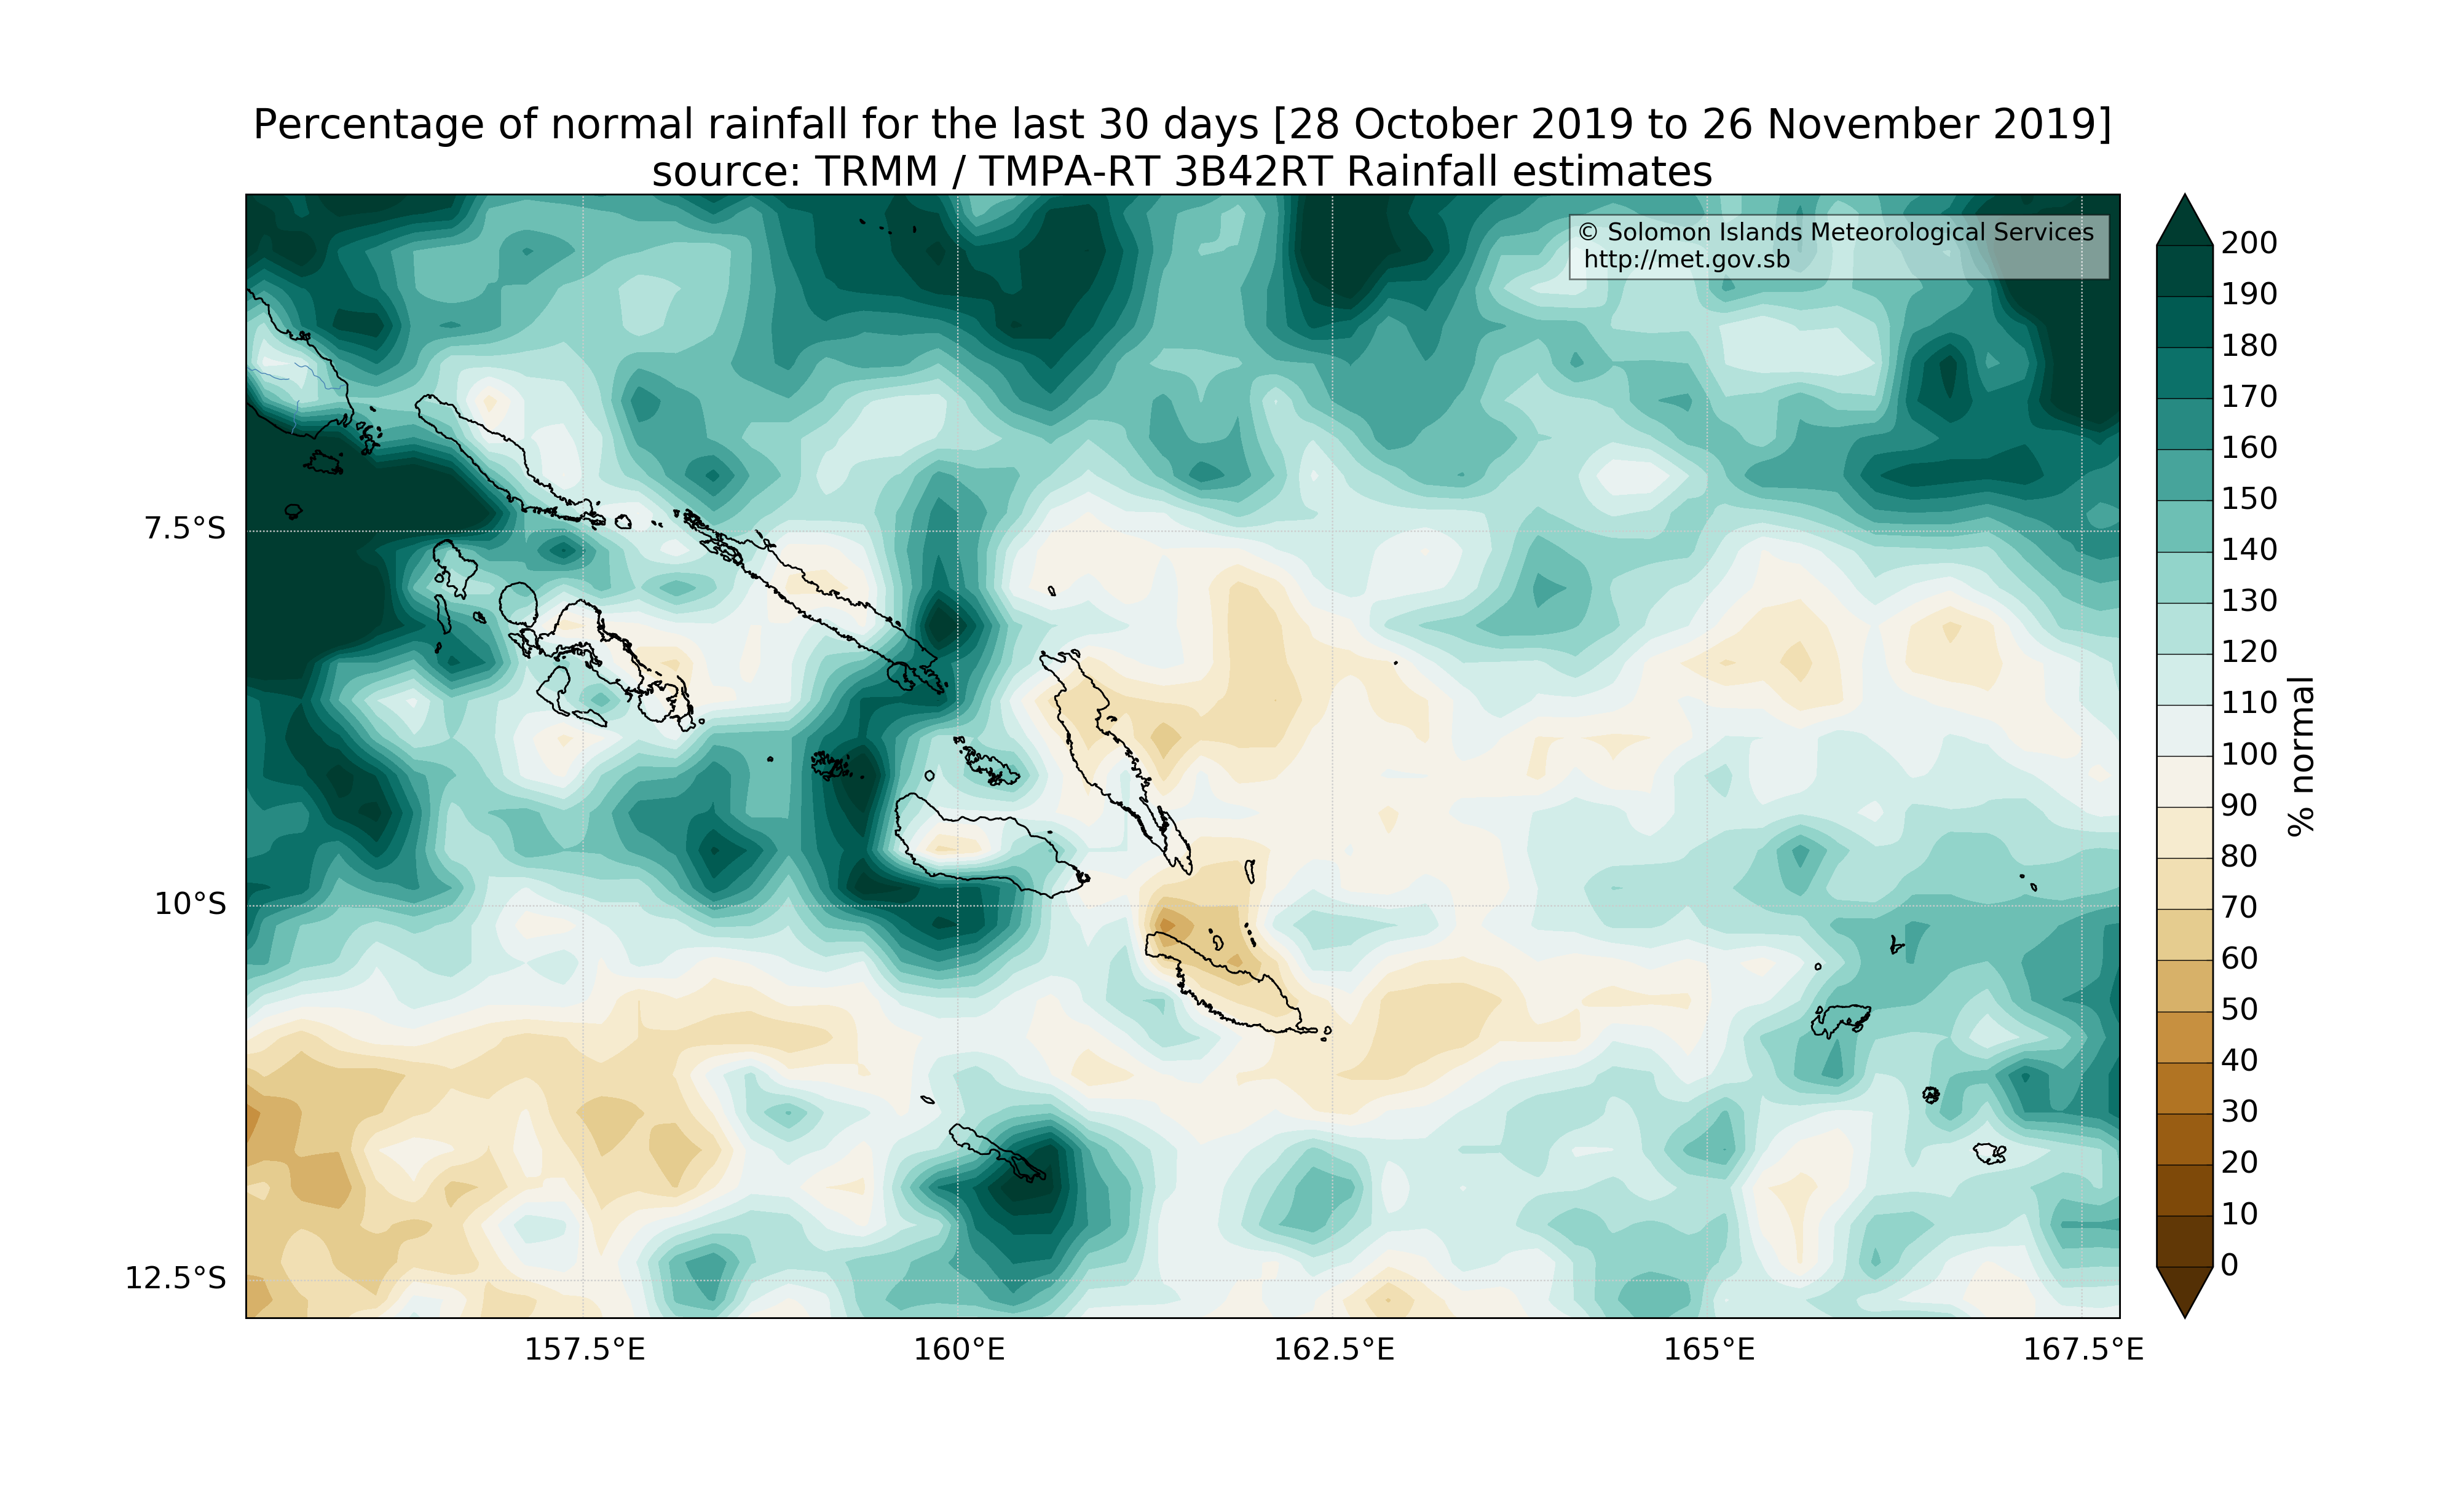 Percentage of normal rainfall for the last 30 days [28 October 2019 to 26 November 2019]
source: TRMM / TMPA-RT 3B42RT Rainfall estimates
© Solomon Islands Meteorological Services
http://met.gov.sb
7.5°S
10°S
12.5°S
157.5°E
160°E
162.5°E
165°E
167.5°E
200
190
180
170
160
150
140
130
120
110
100
90
80
70
60
50
40
30
20
10
0
% normal